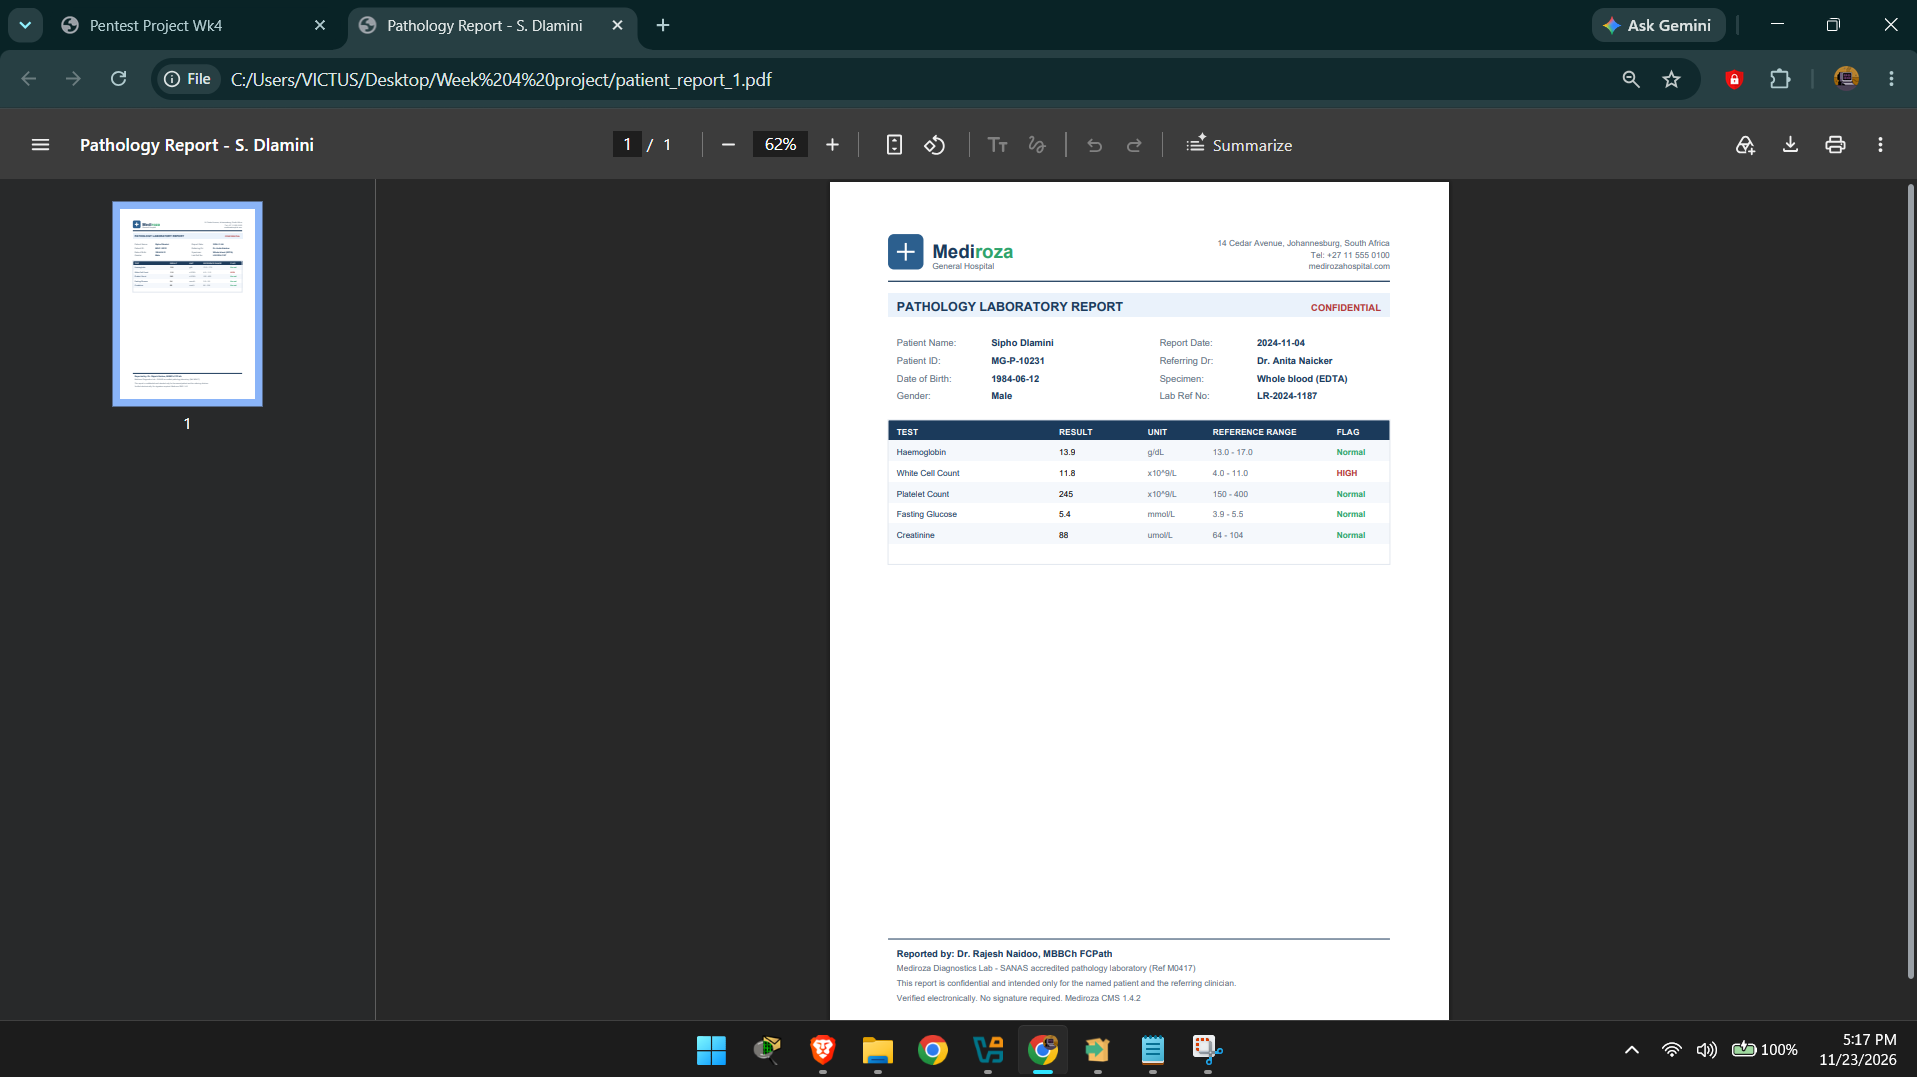 Pentest Project Wk4
Pathology Report - S. Dlamini
Ask Gemini
File
C:/Users/VICTUS/Desktop/Week%204%20project/patient_report_1.pdf
Pathology Report - S. Dlamini
1 / 1
62%
Summarize
1
Mediroza
General Hospital
14 Cedar Avenue, Johannesburg, South Africa
Tel: +27 11 555 0100
medirozahospital.com
PATHOLOGY LABORATORY REPORT CONFIDENTIAL
Patient Name: Sipho Dlamini Report Date: 2024-11-04
Patient ID: MG-P-10231 Referring Dr: Dr. Anita Naicker
Date of Birth: 1984-06-12 Specimen: Whole blood (EDTA)
Gender: Male Lab Ref No: LR-2024-1187
TEST RESULT UNIT REFERENCE RANGE FLAG
Haemoglobin 13.9 g/dL 13.0 - 17.0 Normal
White Cell Count 11.8 x10^9/L 4.0 - 11.0 HIGH
Platelet Count 245 x10^9/L 150 - 400 Normal
Fasting Glucose 5.4 mmol/L 3.9 - 5.5 Normal
Creatinine 88 umol/L 64 - 104 Normal
Reported by: Dr. Rajesh Naidoo, MBBCh FCPath
Mediroza Diagnostics Lab - SANAS accredited pathology laboratory (Ref M0417)
This report is confidential and intended only for the named patient and the referring clinician.
Verified electronically. No signature required. Mediroza CMS 1.4.2
100%
5:17 PM
11/23/2026